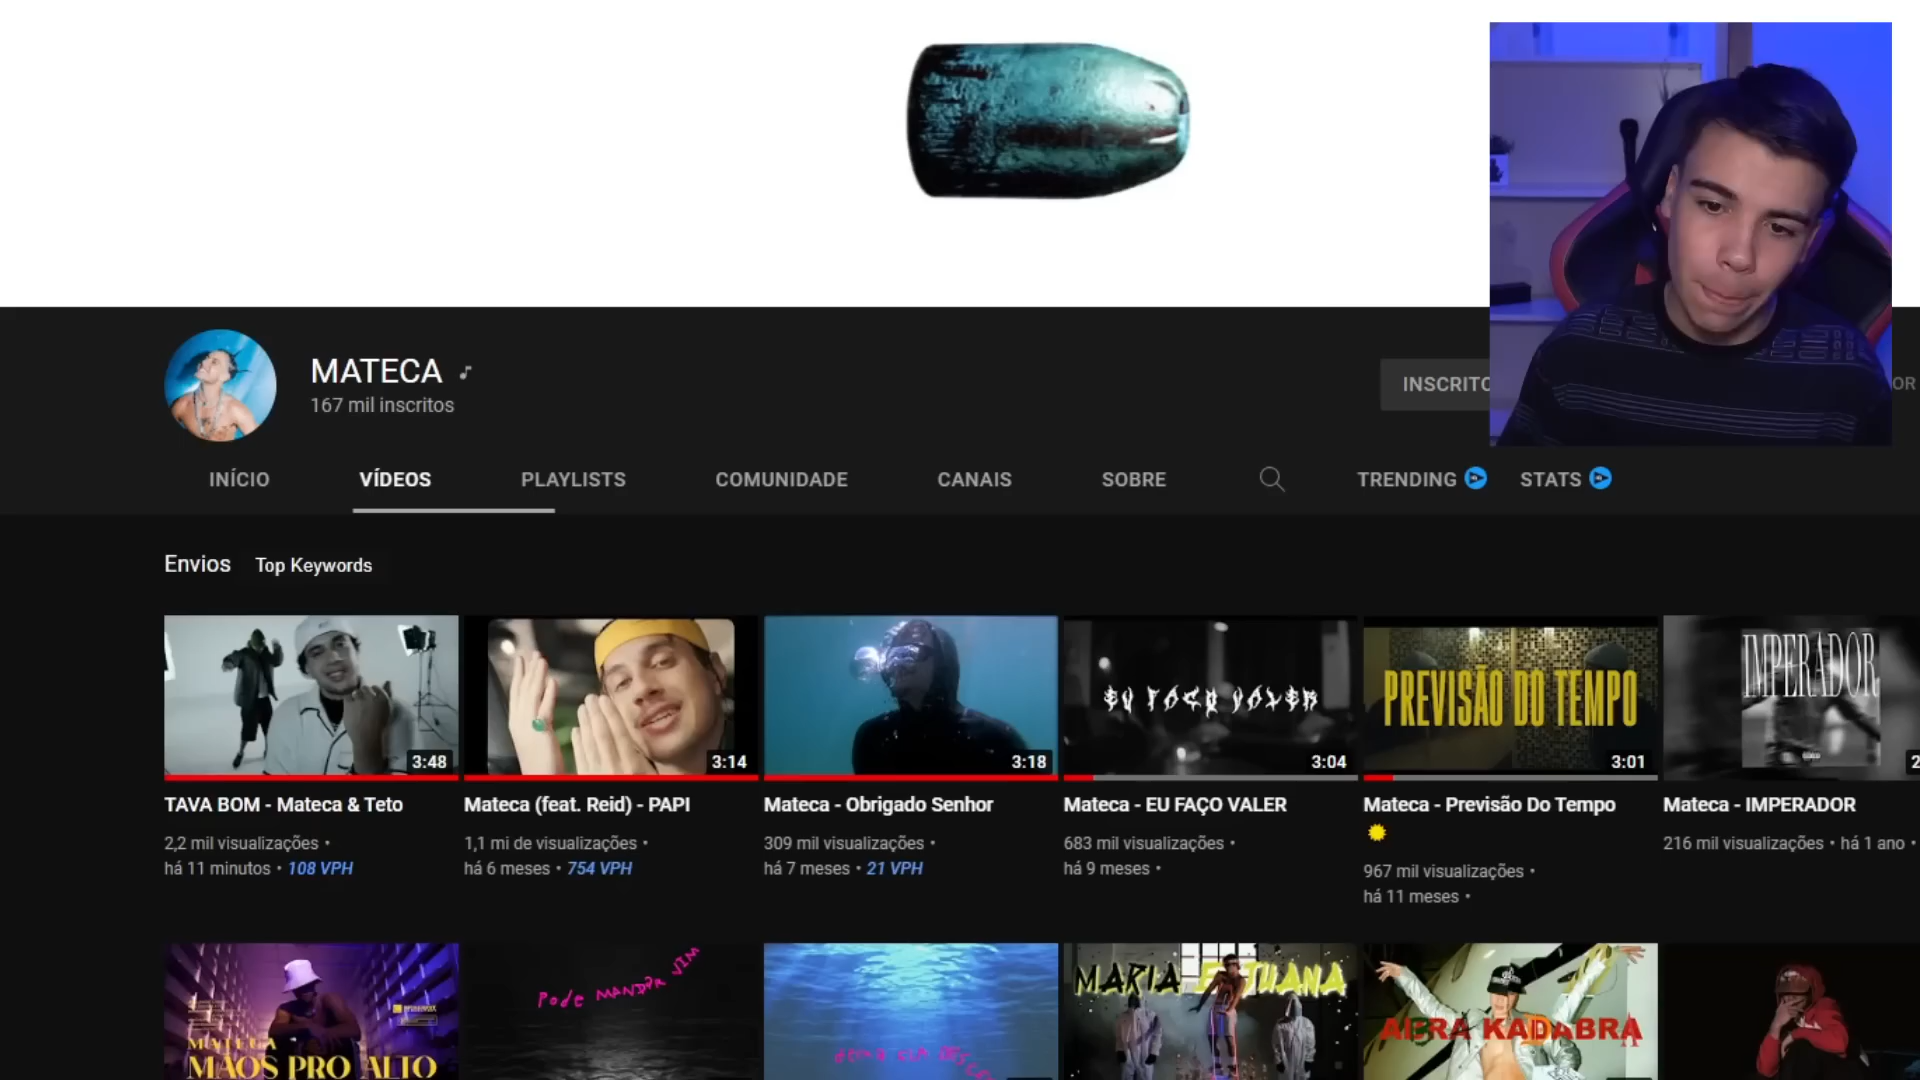 MATECA
167 mil inscritos
INSCRITO
OR
INÍCIO
VÍDEOS
PLAYLISTS
COMUNIDADE
CANAIS
SOBRE
TRENDING
STATS
Envios
Top Keywords
EU FAÇO VALER
PREVISÃO DO TEMPO
IMPERADOR
3:48
3:14
3:18
3:04
3:01
2
TAVA BOM - Mateca & Teto
2,2 mil visualizações •
há 11 minutos • 108 VPH
Mateca (feat. Reid) - PAPI
1,1 mi de visualizações •
há 6 meses • 754 VPH
Mateca - Obrigado Senhor
309 mil visualizações •
há 7 meses • 21 VPH
Mateca - EU FAÇO VALER
683 mil visualizações •
há 9 meses •
Mateca - Previsão Do Tempo
967 mil visualizações •
há 11 meses •
Mateca - IMPERADOR
216 mil visualizações • há 1 ano •
MATECA
MÃOS PRO ALTO
Pode MANDAR VIM
MARIA
ABRA KADABRA